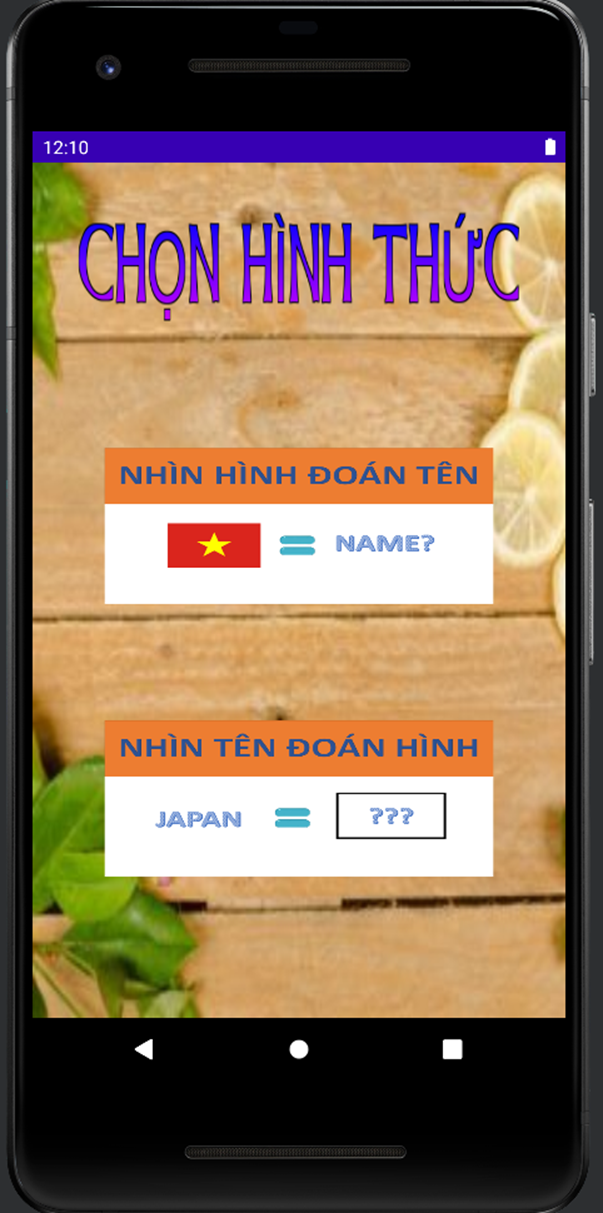 12:10
CHỌN HÌNH THỨC
NHÌN HÌNH ĐOÁN TÊN
NAME?
NHÌN TÊN ĐOÁN HÌNH
JAPAN
???